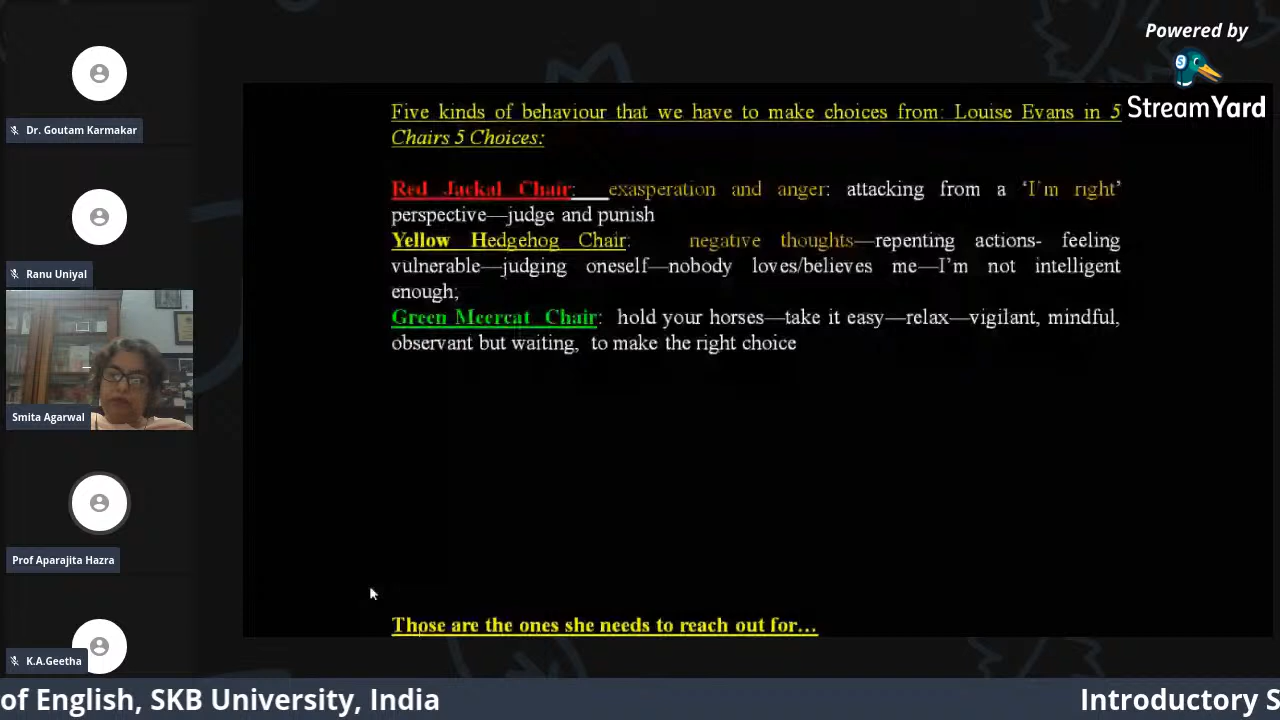 Powered by
StreamYard
Dr. Goutam Karmakar
Ranu Uniyal
Smita Agarwal
Prof Aparajita Hazra
K.A.Geetha
Five kinds of behaviour that we have to make choices from: Louise Evans in 5
Chairs 5 Choices:
Red Jackal Chair: exasperation and anger: attacking from a ‘I’m right’
perspective—judge and punish
Yellow Hedgehog Chair: negative thoughts—repenting actions- feeling
vulnerable—judging oneself—nobody loves/believes me—I’m not intelligent
enough;
Green Meercat Chair: hold your horses—take it easy—relax—vigilant, mindful,
observant but waiting, to make the right choice
Those are the ones she needs to reach out for…
of English, SKB University, India
Introductory S